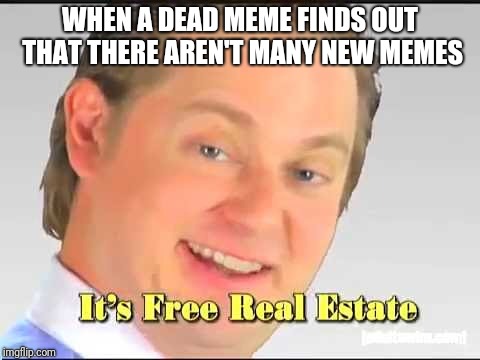 WHEN A DEAD MEME FINDS OUT
THAT THERE AREN'T MANY NEW MEMES
It's Free Real Estate
[adultswim.com]
imgflip.com